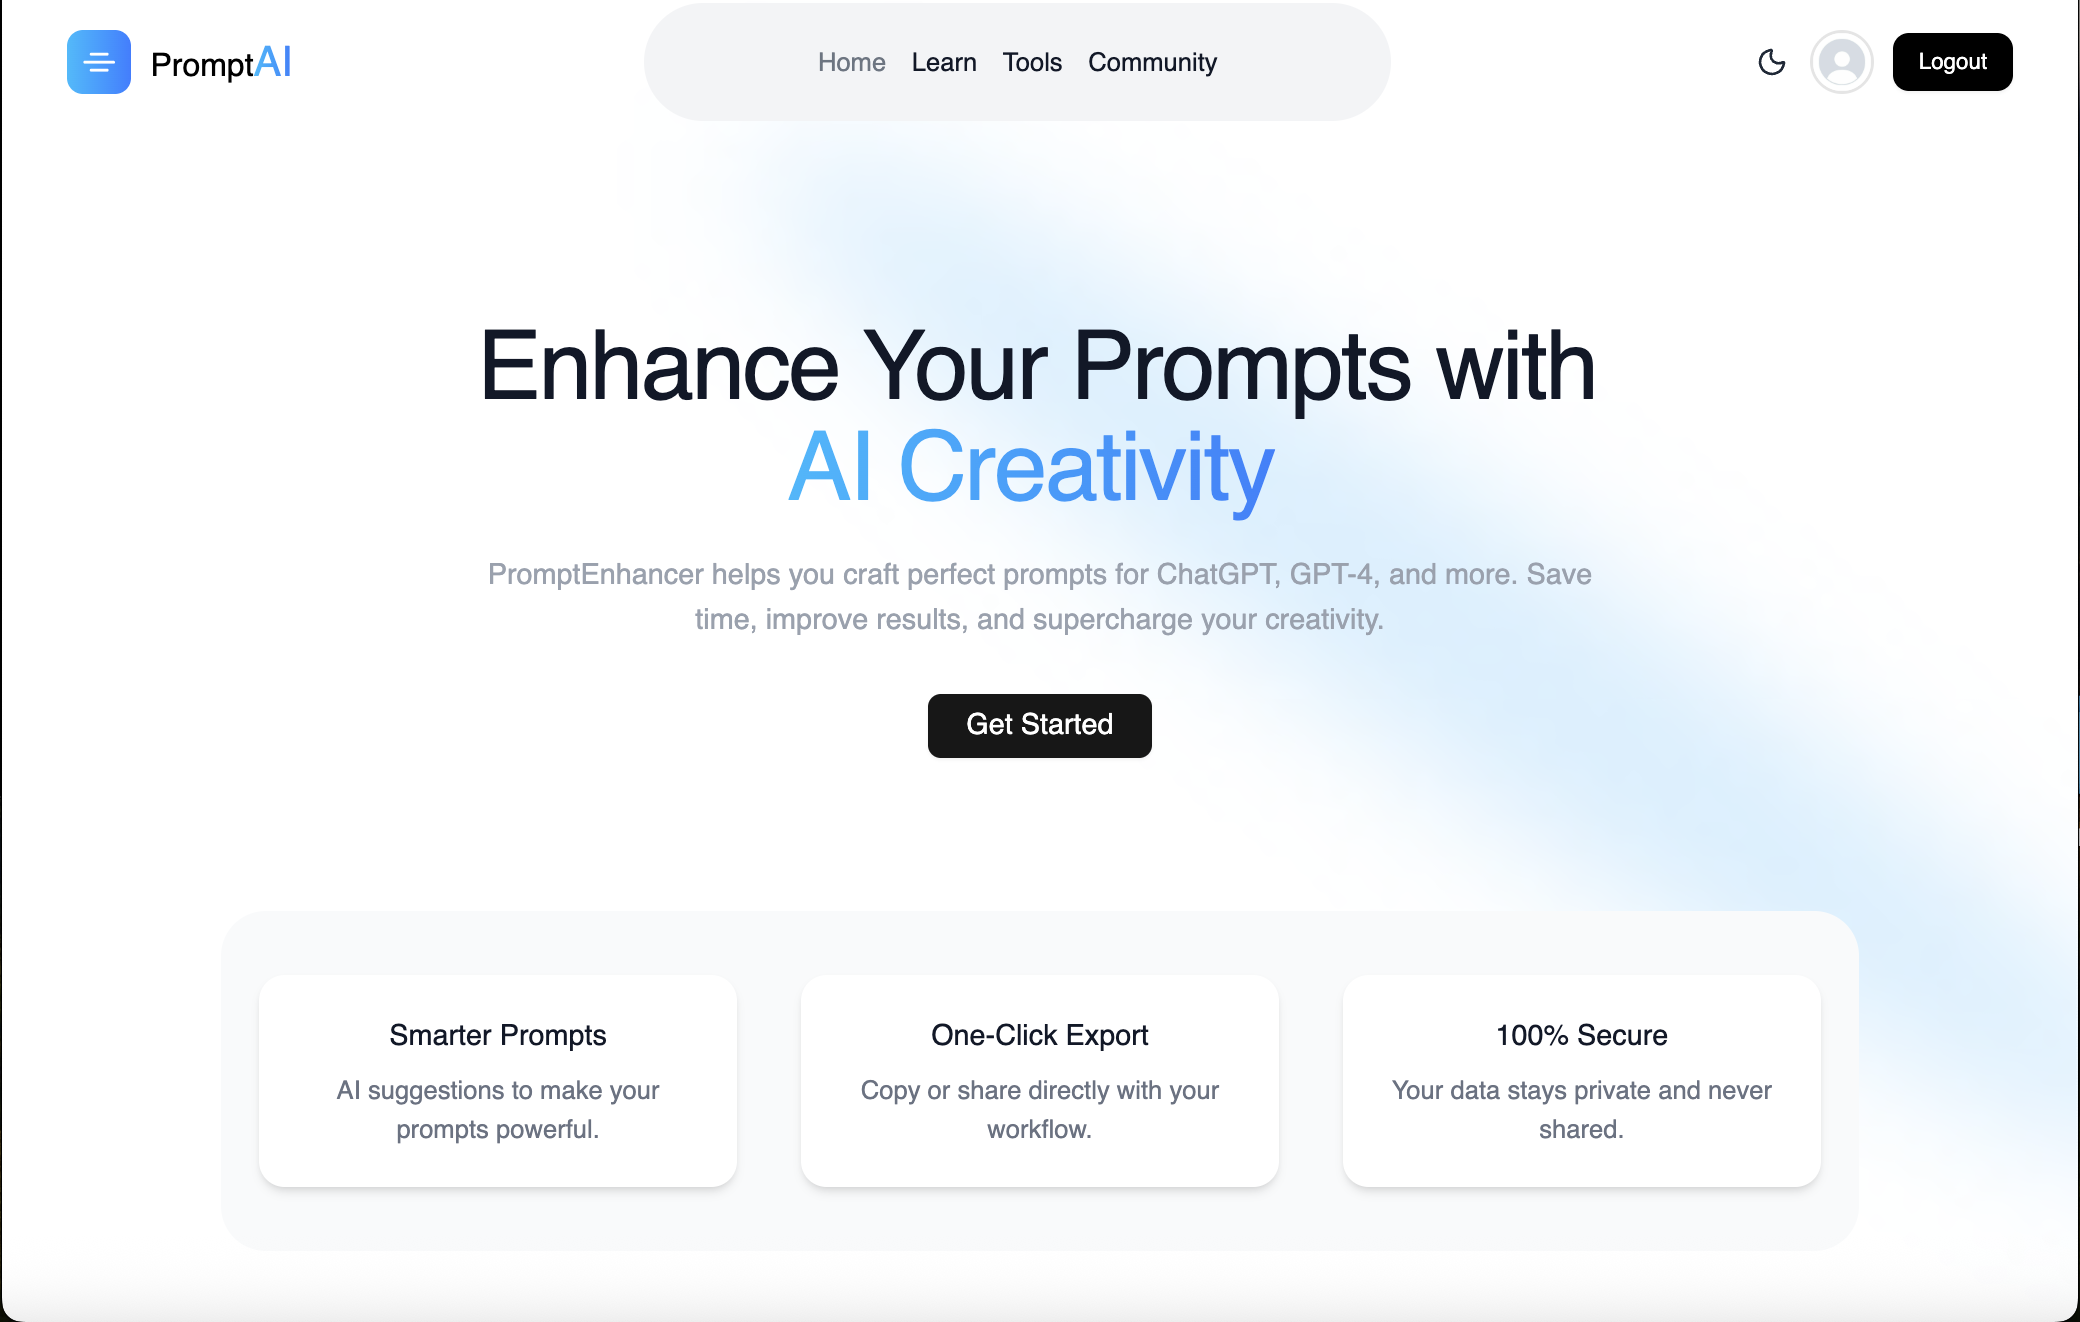 PromptAI
Home Learn Tools Community
Logout
Enhance Your Prompts with
AI Creativity
PromptEnhancer helps you craft perfect prompts for ChatGPT, GPT-4, and more. Save
time, improve results, and supercharge your creativity.
Get Started
Smarter Prompts
AI suggestions to make your
prompts powerful.
One-Click Export
Copy or share directly with your
workflow.
100% Secure
Your data stays private and never
shared.